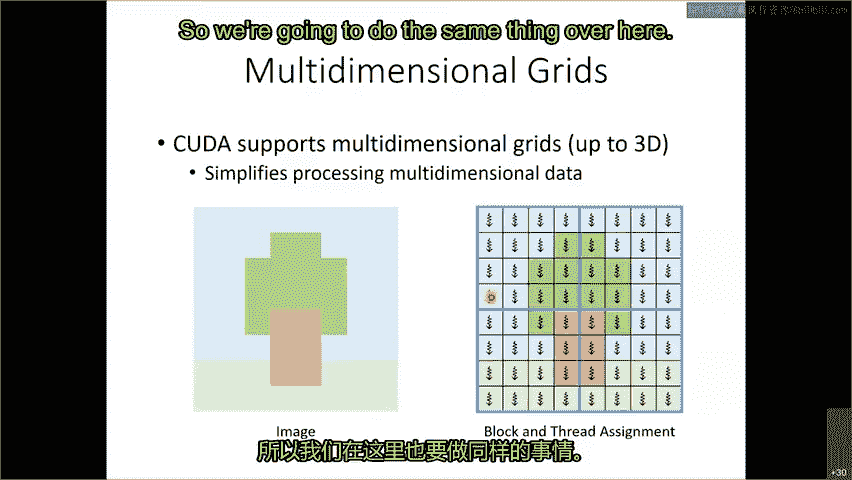 So we're going to do the same thing over here.
Multidimensional Grids
• CUDA supports multidimensional grids (up to 3D)
• Simplifies processing multidimensional data
Image
Block and Thread Assignment
所以我们在这里也要做同样的事情。
+30